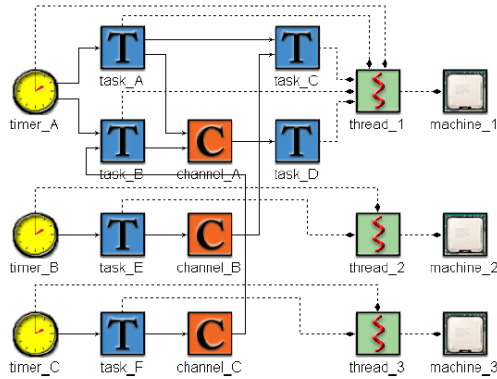 T
T
task_A
task_C
timer_A
thread_1
machine_1
T
C
T
task_B
channel_A
task_D
T
C
timer_B
task_E
channel_B
thread_2
machine_2
T
C
timer_C
task_F
channel_C
thread_3
machine_3